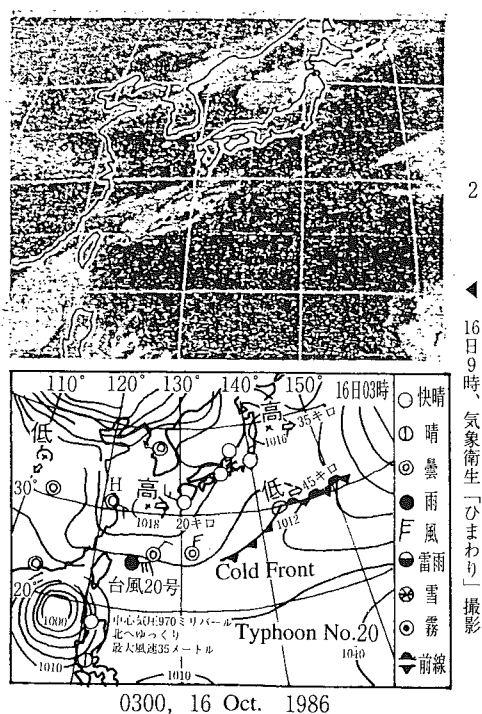 2
◀ 16日9時、気象衛生「ひまわり」撮影
110° 120° 130° 140° 150° 16日03時
低
高
1016
35キロ
30°
H
高
L
1018
20キロ
低
45キロ
1012
F
Cold Front
台風20号
20°
1000
中心気圧970ミリバール
北へゆっくり
最大風速35メートル
Typhoon No.20
1010
1010
1010
快晴
晴
曇
雨
F 風
雷雨
雪
霧
前線
0300, 16 Oct. 1986